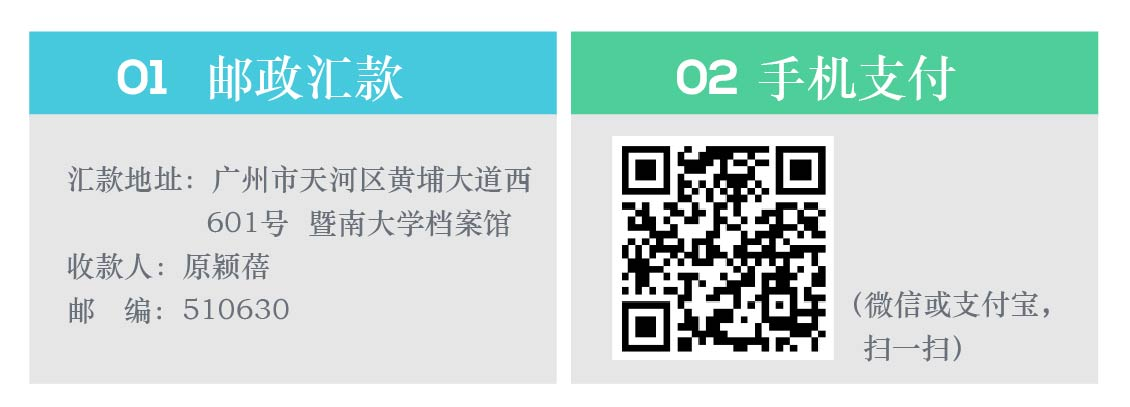 01 邮政汇款
汇款地址：广州市天河区黄埔大道西
601号 暨南大学档案馆
收款人：原颖蓓
邮 编：510630
02 手机支付
（微信或支付宝，
扫一扫）